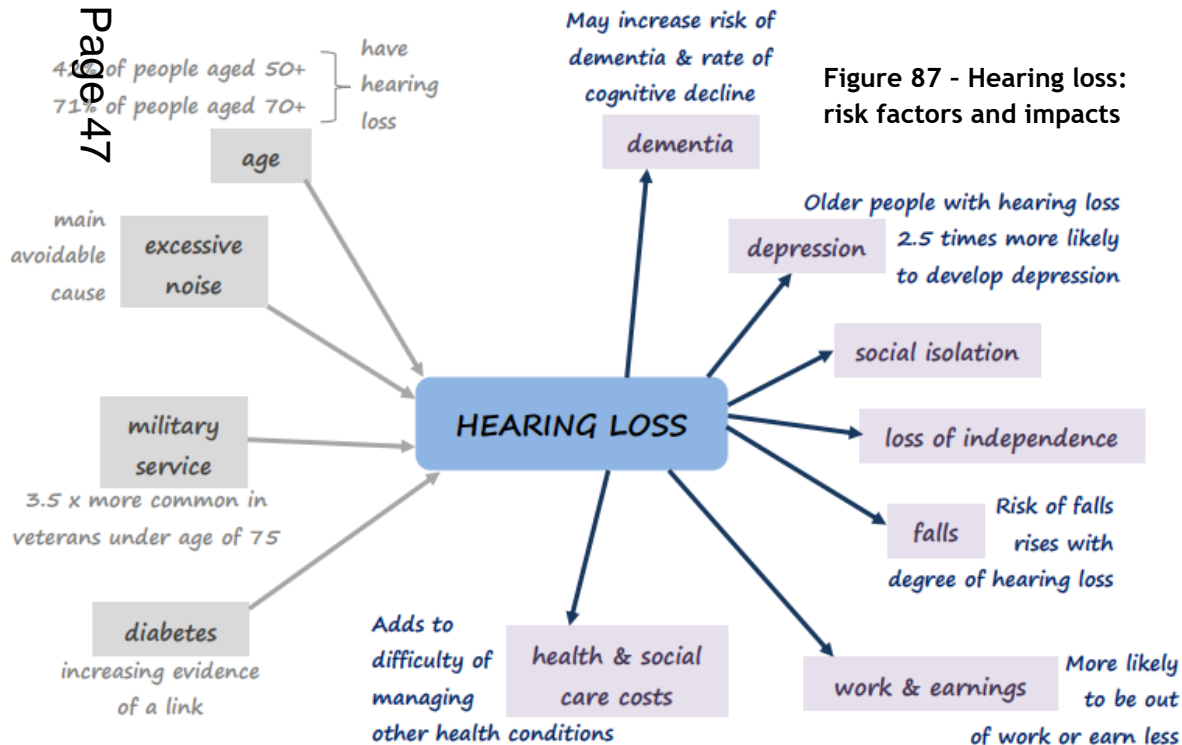 Page 47
Figure 87 - Hearing loss:
risk factors and impacts
% of people aged 50+
71% of people aged 70+
have
hearing
loss
age
main
avoidable
cause
excessive
noise
military
service
3.5 x more common in
veterans under age of 75
diabetes
increasing evidence
of a link
HEARING LOSS
May increase risk of
dementia & rate of
cognitive decline
dementia
Older people with hearing loss
2.5 times more likely
to develop depression
depression
social isolation
loss of independence
falls
Risk of falls
rises with
degree of hearing loss
work & earnings
More likely
to be out
of work or earn less
health & social
care costs
Adds to
difficulty of
managing
other health conditions